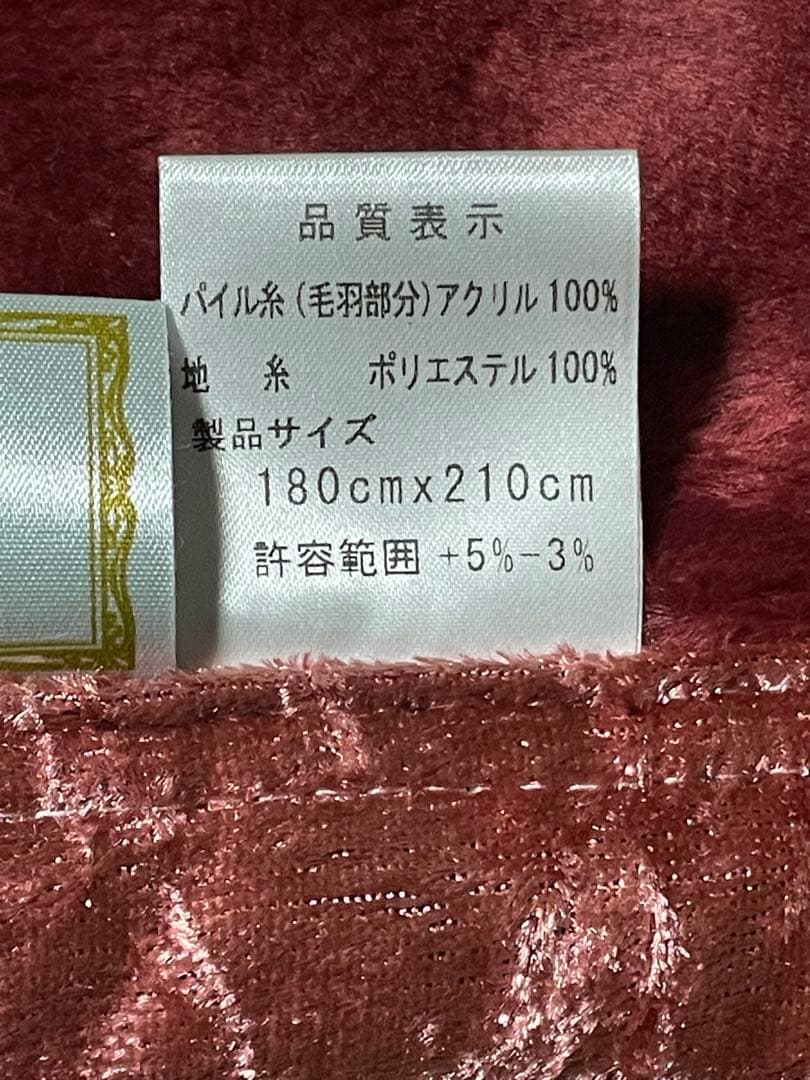 品質表示
パイル糸(毛羽部分)アクリル100%
地 糸 ポリエステル100%
製品サイズ
180cmx210cm
許容範囲 +5%-3%